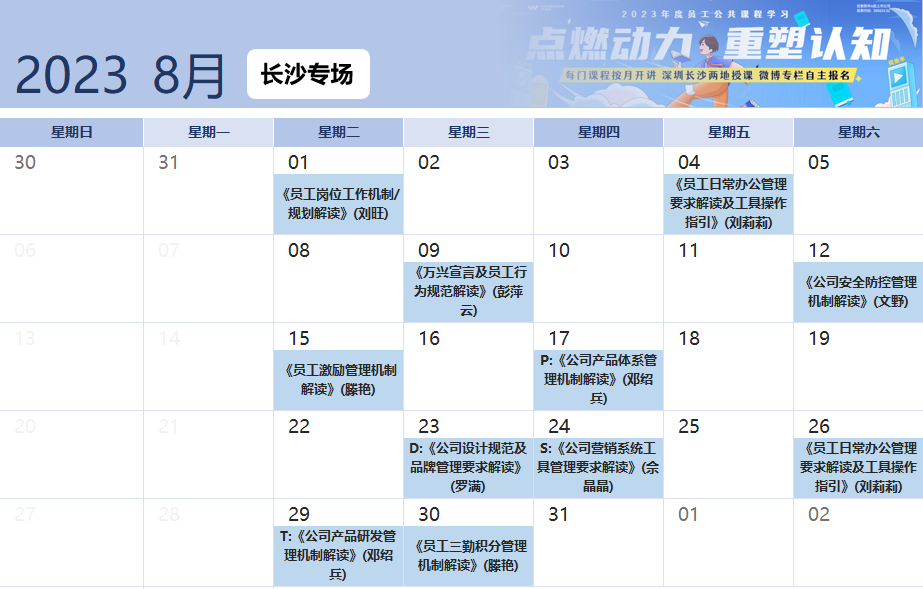 2023年度员工公共课程学习
点燃动力 重塑认知
每门课程按月开讲 深圳长沙两地授课 微博专栏自主报名
2023 8月
长沙专场
星期日 星期一 星期二 星期三 星期四 星期五 星期六
30 31 01 02 03 04 05
《员工岗位工作机制/
规划解读》(刘旺)
《员工日常办公管理
要求解读及工具操作
指引》(刘莉莉)
06 07 08 09 10 11 12
《万兴宣言及员工行
为规范解读》(彭萍
云)
《公司安全防控管理
机制解读》(文野)
13 14 15 16 17 18 19
《员工激励管理机制
解读》(滕艳)
P:《公司产品体系管
理机制解读》(邓绍
兵)
20 21 22 23 24 25 26
D:《公司设计规范及
品牌管理要求解读》
(罗满)
S:《公司营销系统工
具管理要求解读》(佘
晶晶)
《员工日常办公管理
要求解读及工具操作
指引》(刘莉莉)
27 28 29 30 31 01 02
T:《公司产品研发管
理机制解读》(邓绍
兵)
《员工三勤积分管理
机制解读》(滕艳)